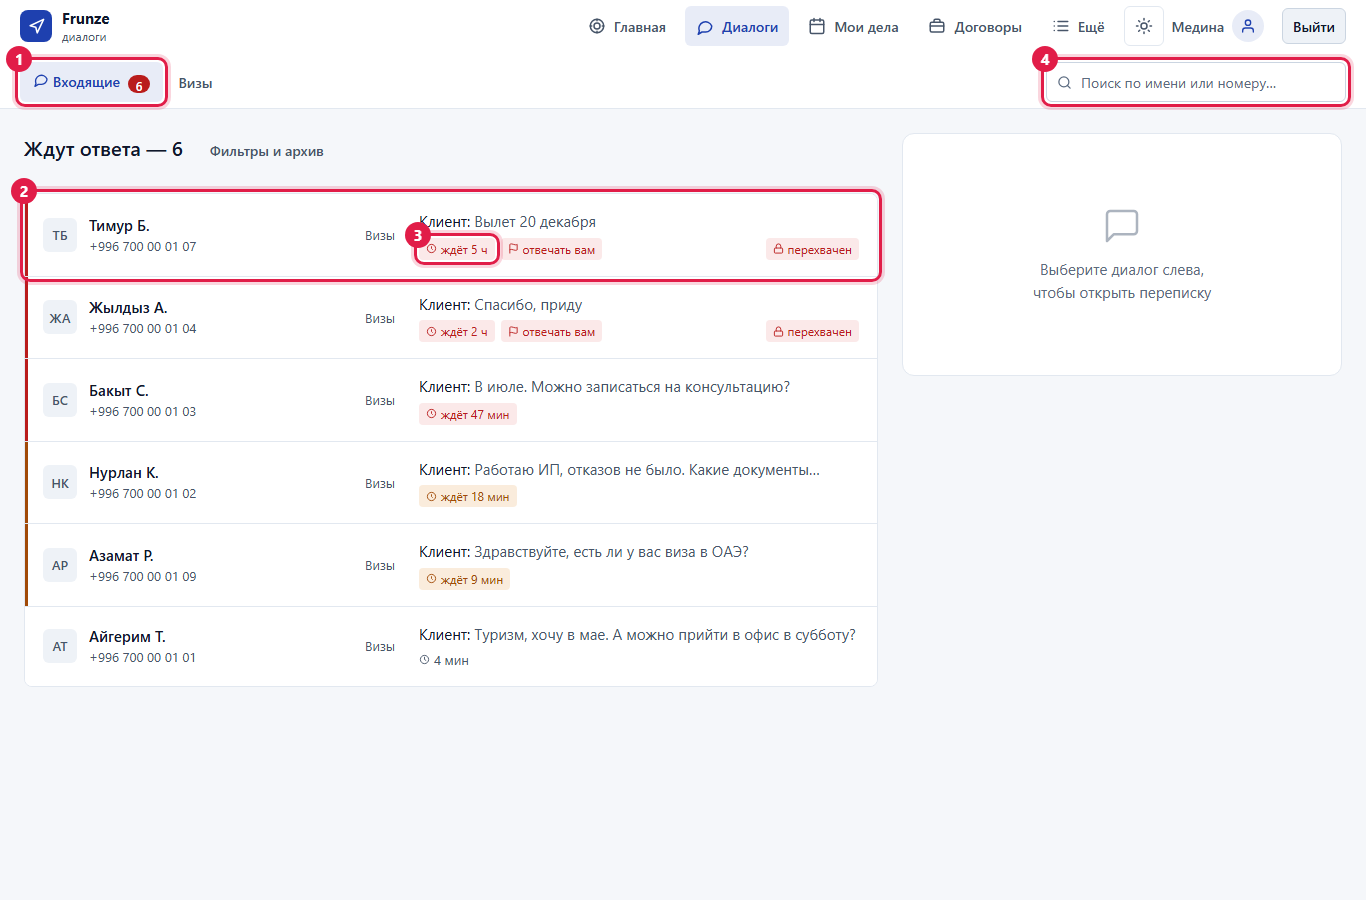 Frunze
диалоги
Главная
Диалоги
Мои дела
Договоры
Ещё
Медина
Выйти
1
Входящие 6
Визы
4
Поиск по имени или номеру...
Ждут ответа — 6
Фильтры и архив
2
ТБ
Тимур Б.
+996 700 00 01 07
Визы
Клиент: Вылет 20 декабря
3
ждёт 5 ч
отвечать вам
перехвачен
ЖА
Жылдыз А.
+996 700 00 01 04
Визы
Клиент: Спасибо, приду
ждёт 2 ч
отвечать вам
перехвачен
БС
Бакыт С.
+996 700 00 01 03
Визы
Клиент: В июле. Можно записаться на консультацию?
ждёт 47 мин
НК
Нурлан К.
+996 700 00 01 02
Визы
Клиент: Работаю ИП, отказов не было. Какие документы...
ждёт 18 мин
АР
Азамат Р.
+996 700 00 01 09
Визы
Клиент: Здравствуйте, есть ли у вас виза в ОАЭ?
ждёт 9 мин
АТ
Айгерим Т.
+996 700 00 01 01
Визы
Клиент: Туризм, хочу в мае. А можно прийти в офис в субботу?
4 мин
Выберите диалог слева,
чтобы открыть переписку